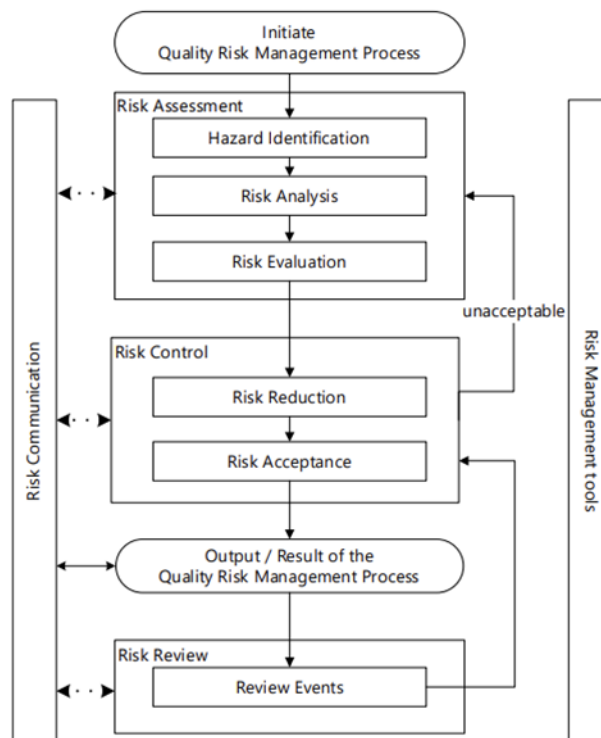 Initiate
Quality Risk Management Process
Risk Assessment
Hazard Identification
Risk Analysis
Risk Evaluation
unacceptable
Risk Control
Risk Reduction
Risk Acceptance
Output / Result of the
Quality Risk Management Process
Risk Review
Review Events
Risk Communication
Risk Management tools